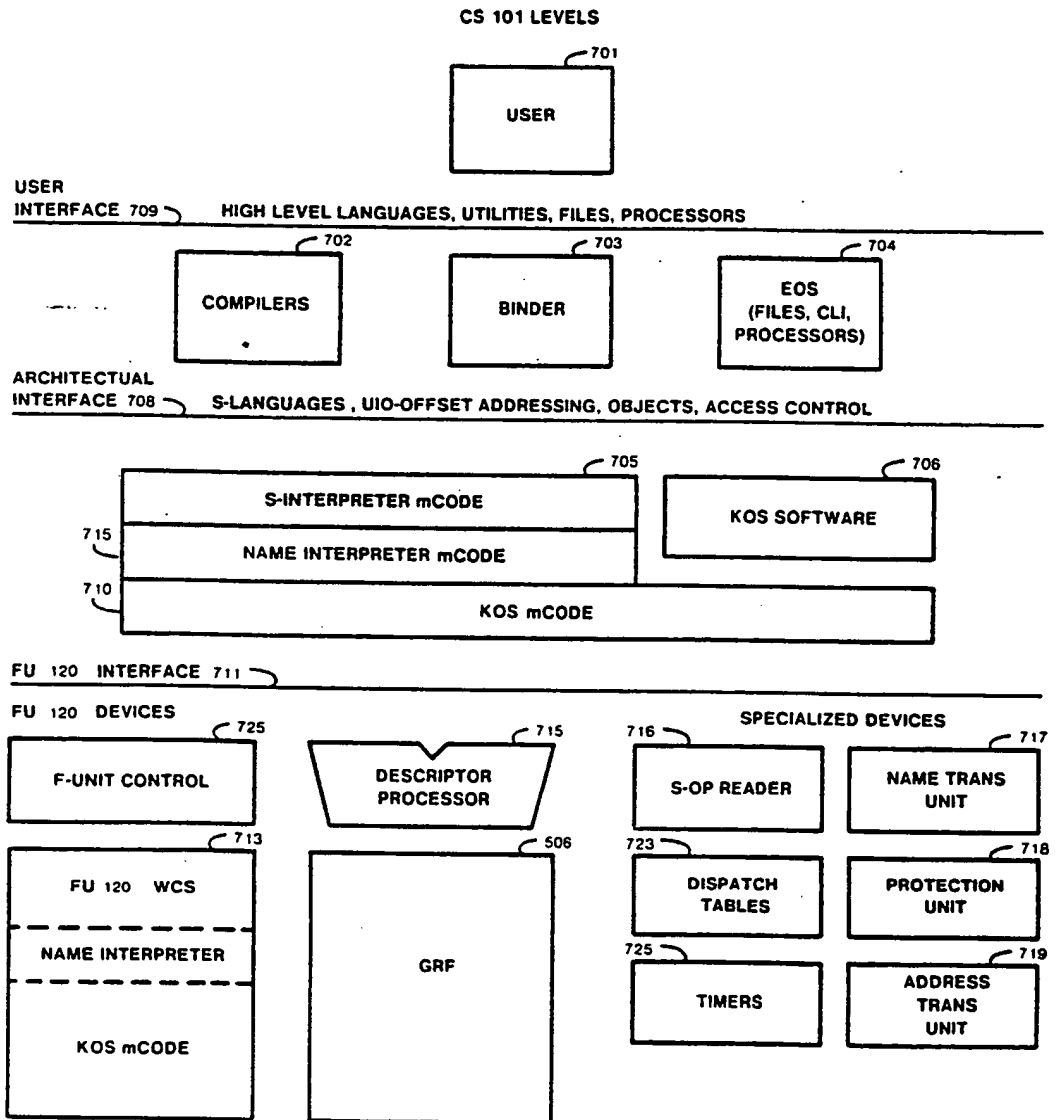 CS 101 LEVELS
701
USER
USER
INTERFACE 709
HIGH LEVEL LANGUAGES, UTILITIES, FILES, PROCESSORS
702
COMPILERS
703
BINDER
704
EOS
(FILES, CLI,
PROCESSORS)
ARCHITECTUAL
INTERFACE 708
S-LANGUAGES , UIO-OFFSET ADDRESSING, OBJECTS, ACCESS CONTROL
705
S-INTERPRETER mCODE
706
KOS SOFTWARE
715
NAME INTERPRETER mCODE
710
KOS mCODE
FU 120 INTERFACE 711
FU 120 DEVICES
SPECIALIZED DEVICES
725
F-UNIT CONTROL
715
DESCRIPTOR
PROCESSOR
716
S-OP READER
717
NAME TRANS
UNIT
713
FU 120 WCS
NAME INTERPRETER
KOS mCODE
506
GRF
723
DISPATCH
TABLES
718
PROTECTION
UNIT
725
TIMERS
719
ADDRESS
TRANS
UNIT